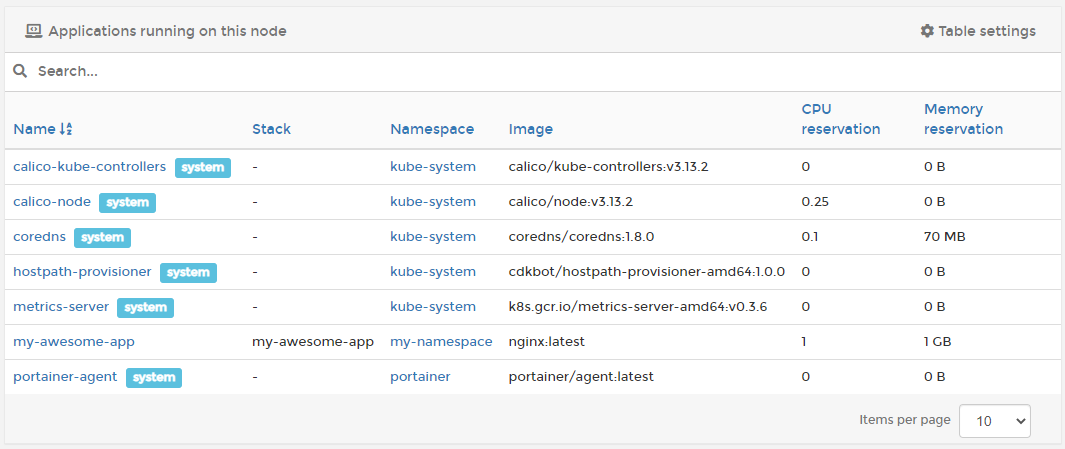 Applications running on this node Table settings
Search...
Name Stack Namespace Image CPU reservation Memory reservation
calico-kube-controllers system - kube-system calico/kube-controllers:v3.13.2 0 0 B
calico-node system - kube-system calico/node:v3.13.2 0.25 0 B
coredns system - kube-system coredns/coredns:1.8.0 0.1 70 MB
hostpath-provisioner system - kube-system cdkbot/hostpath-provisioner-amd64:1.0.0 0 0 B
metrics-server system - kube-system k8s.gcr.io/metrics-server-amd64:v0.3.6 0 0 B
my-awesome-app my-awesome-app my-namespace nginx:latest 1 1 GB
portainer-agent system - portainer portainer/agent:latest 0 0 B
Items per page 10